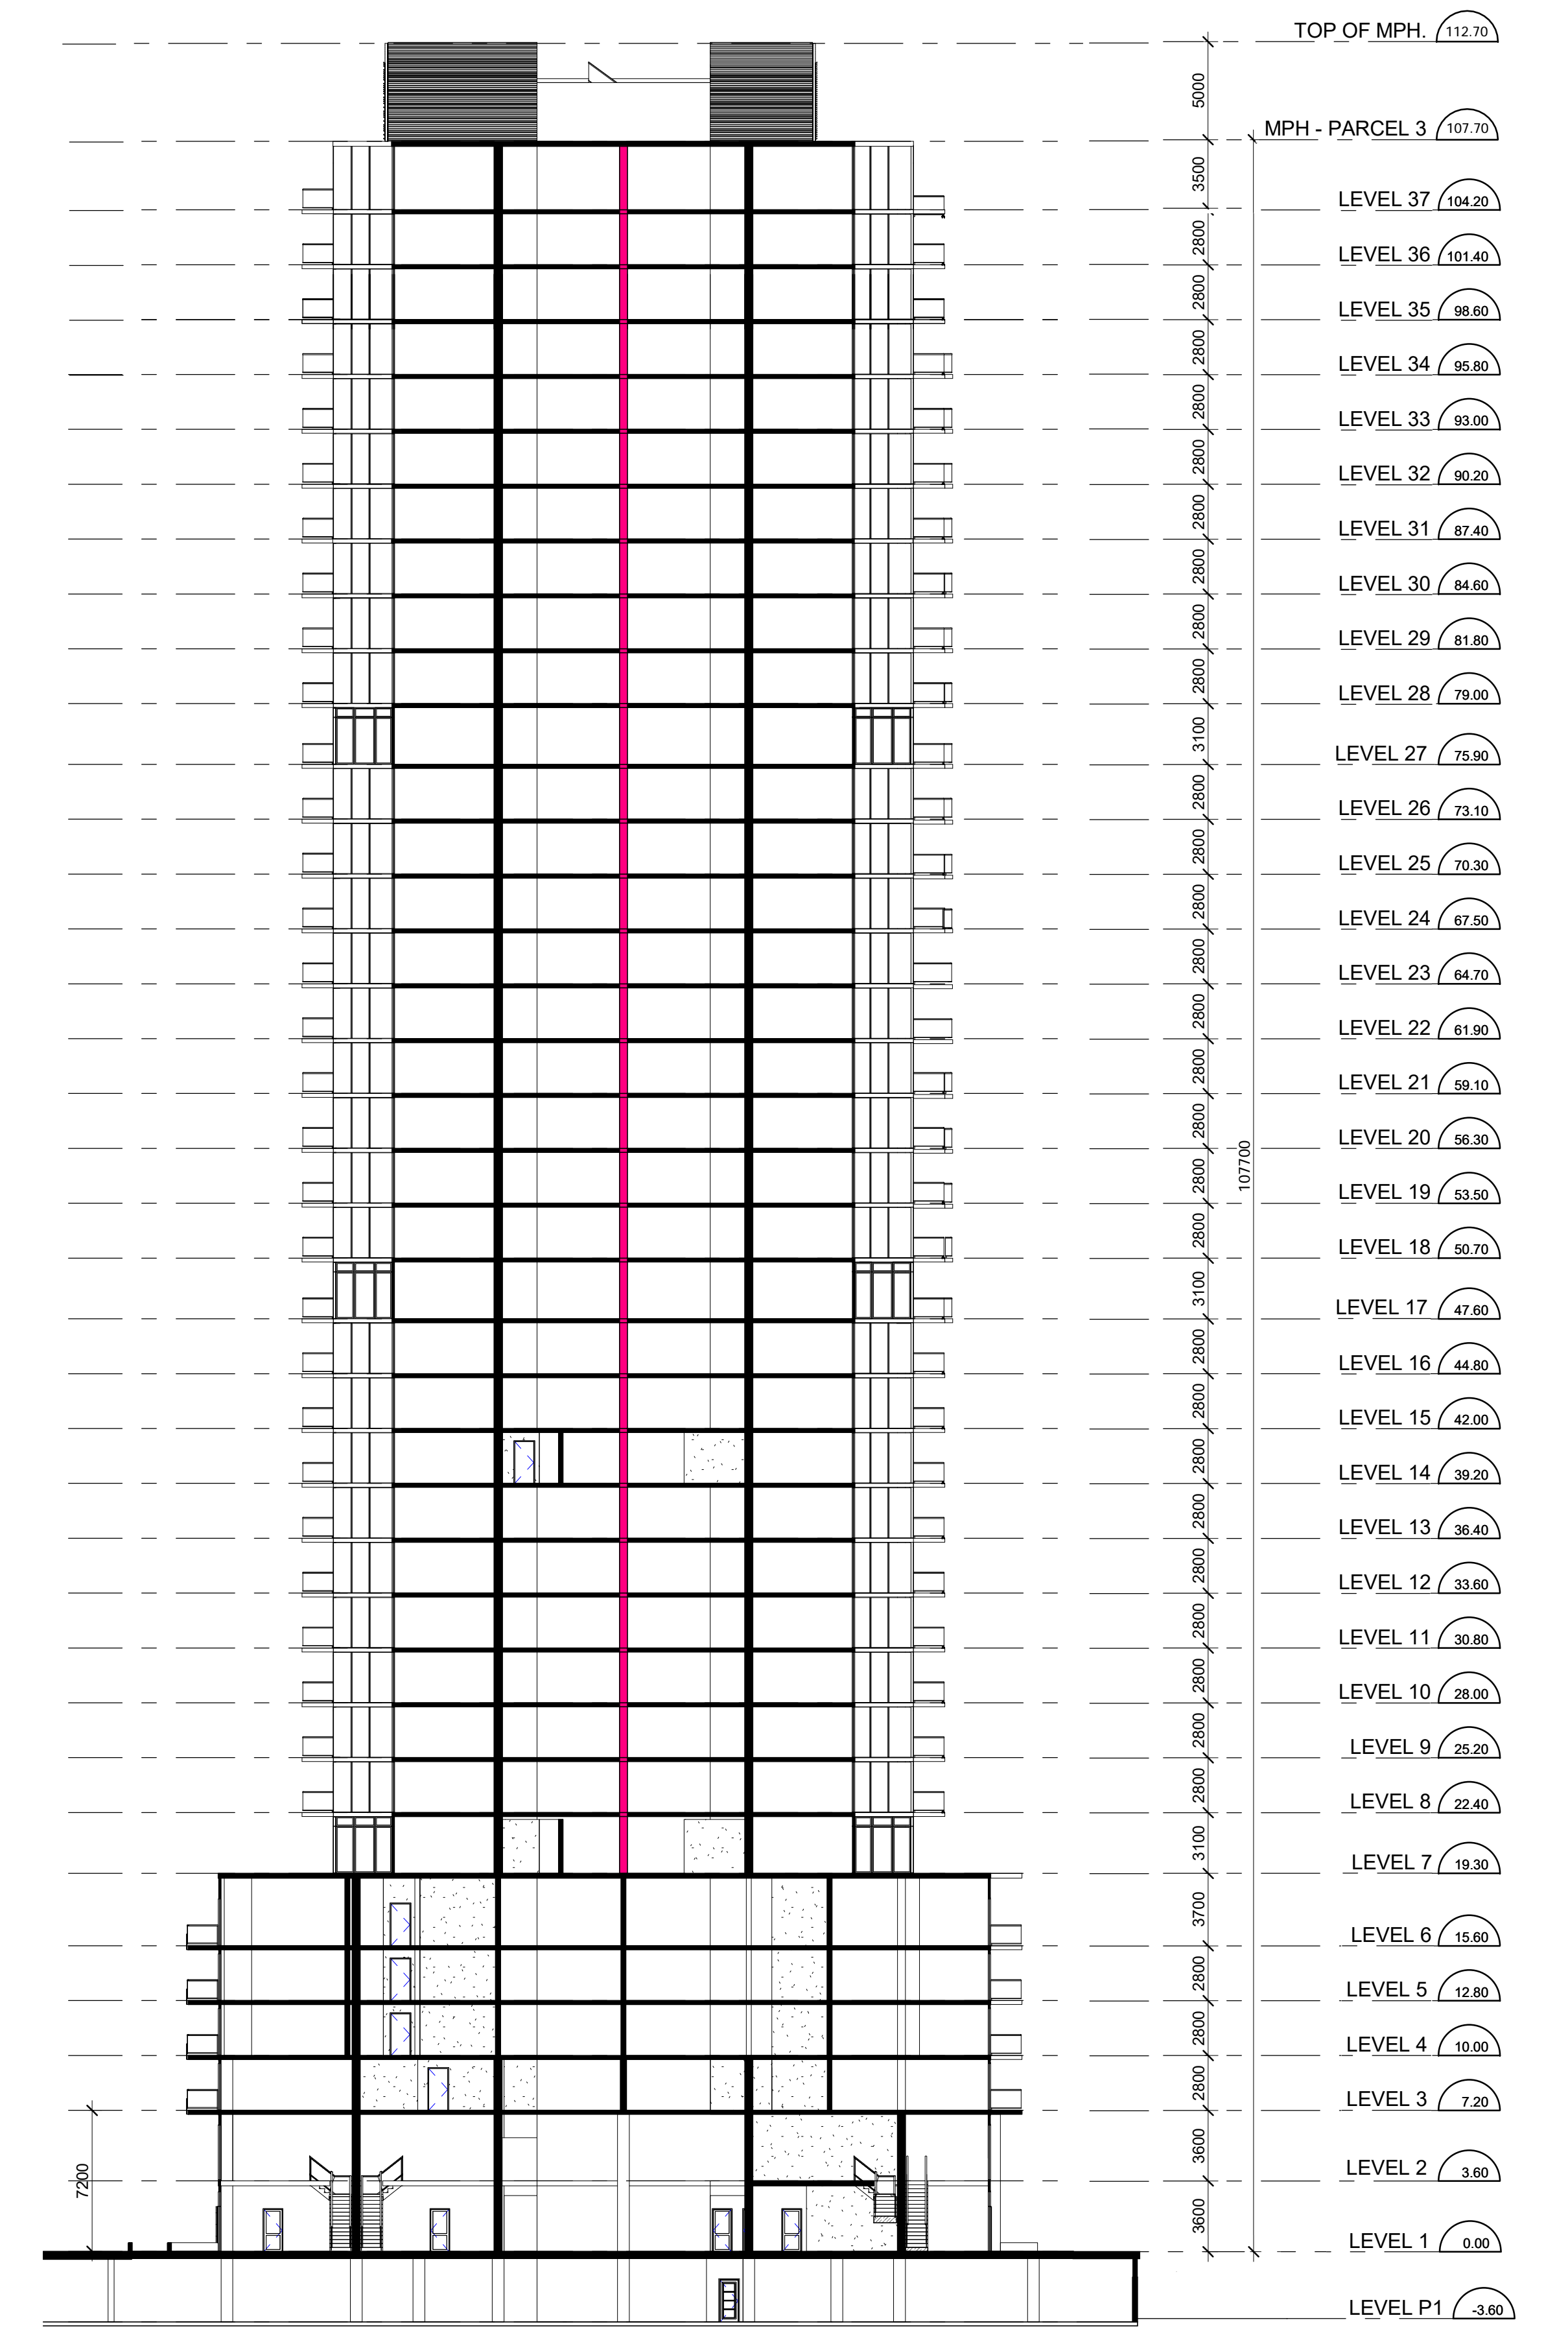 TOP OF MPH. 112.70
5000
MPH - PARCEL 3 107.70
3500
LEVEL 37 104.20
2800
LEVEL 36 101.40
2800
LEVEL 35 98.60
2800
LEVEL 34 95.80
2800
LEVEL 33 93.00
2800
LEVEL 32 90.20
2800
LEVEL 31 87.40
2800
LEVEL 30 84.60
2800
LEVEL 29 81.80
2800
LEVEL 28 79.00
3100
LEVEL 27 75.90
2800
LEVEL 26 73.10
2800
LEVEL 25 70.30
2800
LEVEL 24 67.50
2800
LEVEL 23 64.70
2800
LEVEL 22 61.90
2800
LEVEL 21 59.10
2800
LEVEL 20 56.30
107700
2800
LEVEL 19 53.50
2800
LEVEL 18 50.70
3100
LEVEL 17 47.60
2800
LEVEL 16 44.80
2800
LEVEL 15 42.00
2800
LEVEL 14 39.20
2800
LEVEL 13 36.40
2800
LEVEL 12 33.60
2800
LEVEL 11 30.80
2800
LEVEL 10 28.00
2800
LEVEL 9 25.20
2800
LEVEL 8 22.40
3100
LEVEL 7 19.30
3700
LEVEL 6 15.60
2800
LEVEL 5 12.80
2800
LEVEL 4 10.00
2800
LEVEL 3 7.20
3600
LEVEL 2 3.60
7200
3600
LEVEL 1 0.00
LEVEL P1 -3.60